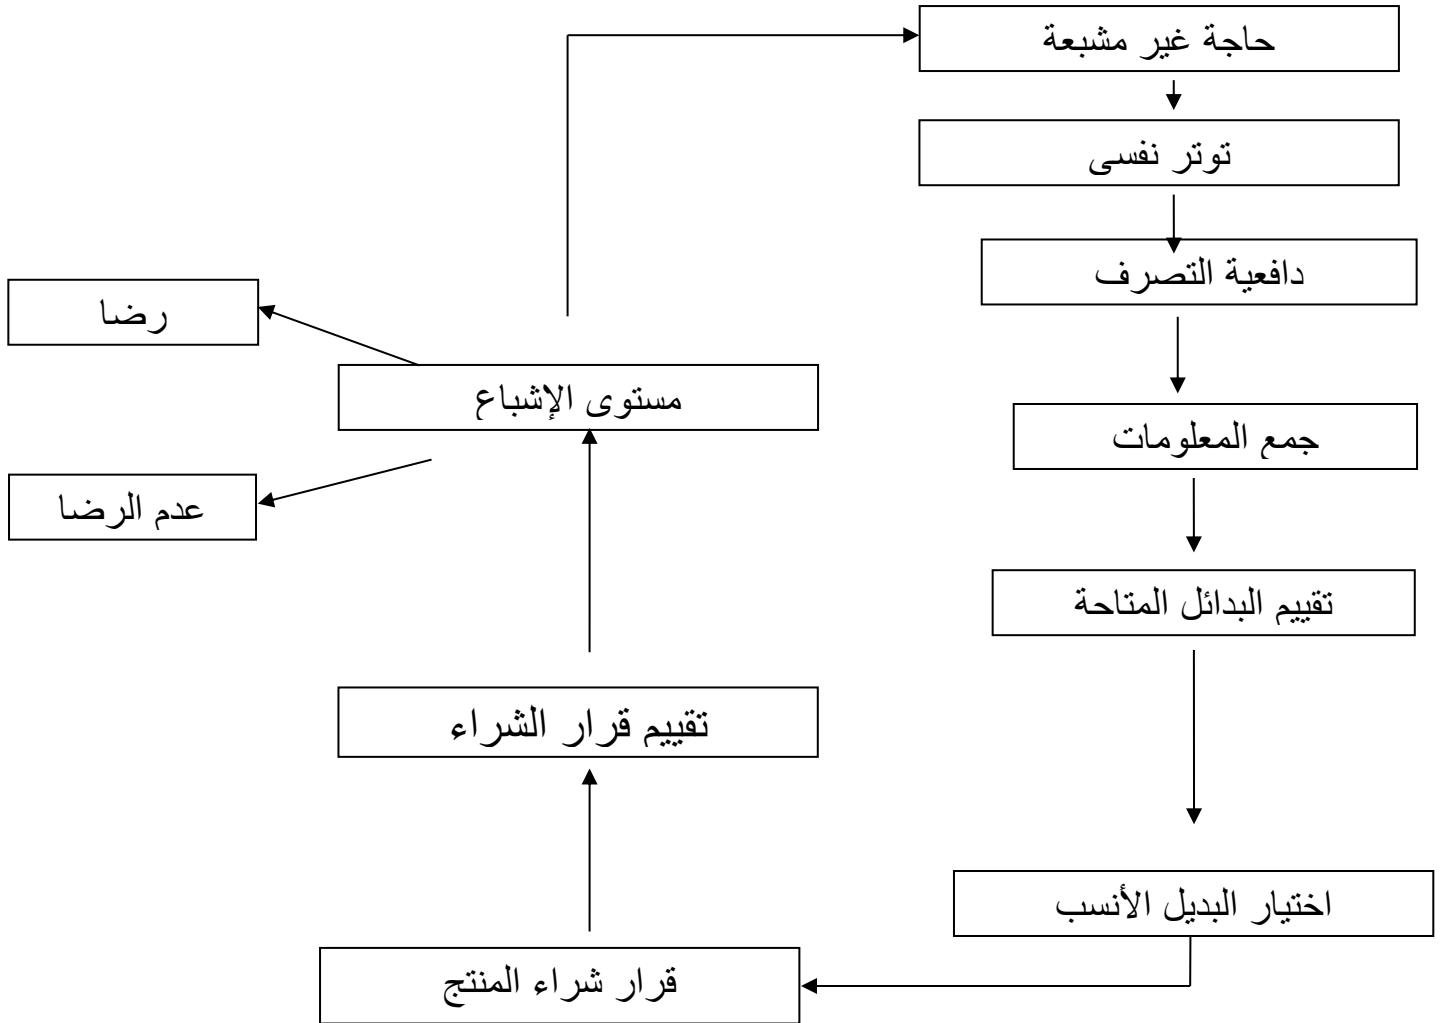 حاجة غير مشبعة
توتر نفسى
دافعية التصرف
جمع المعلومات
تقييم البدائل المتاحة
اختيار البديل الأنسب
قرار شراء المنتج
تقييم قرار الشراء
مستوى الإشباع
رضا
عدم الرضا